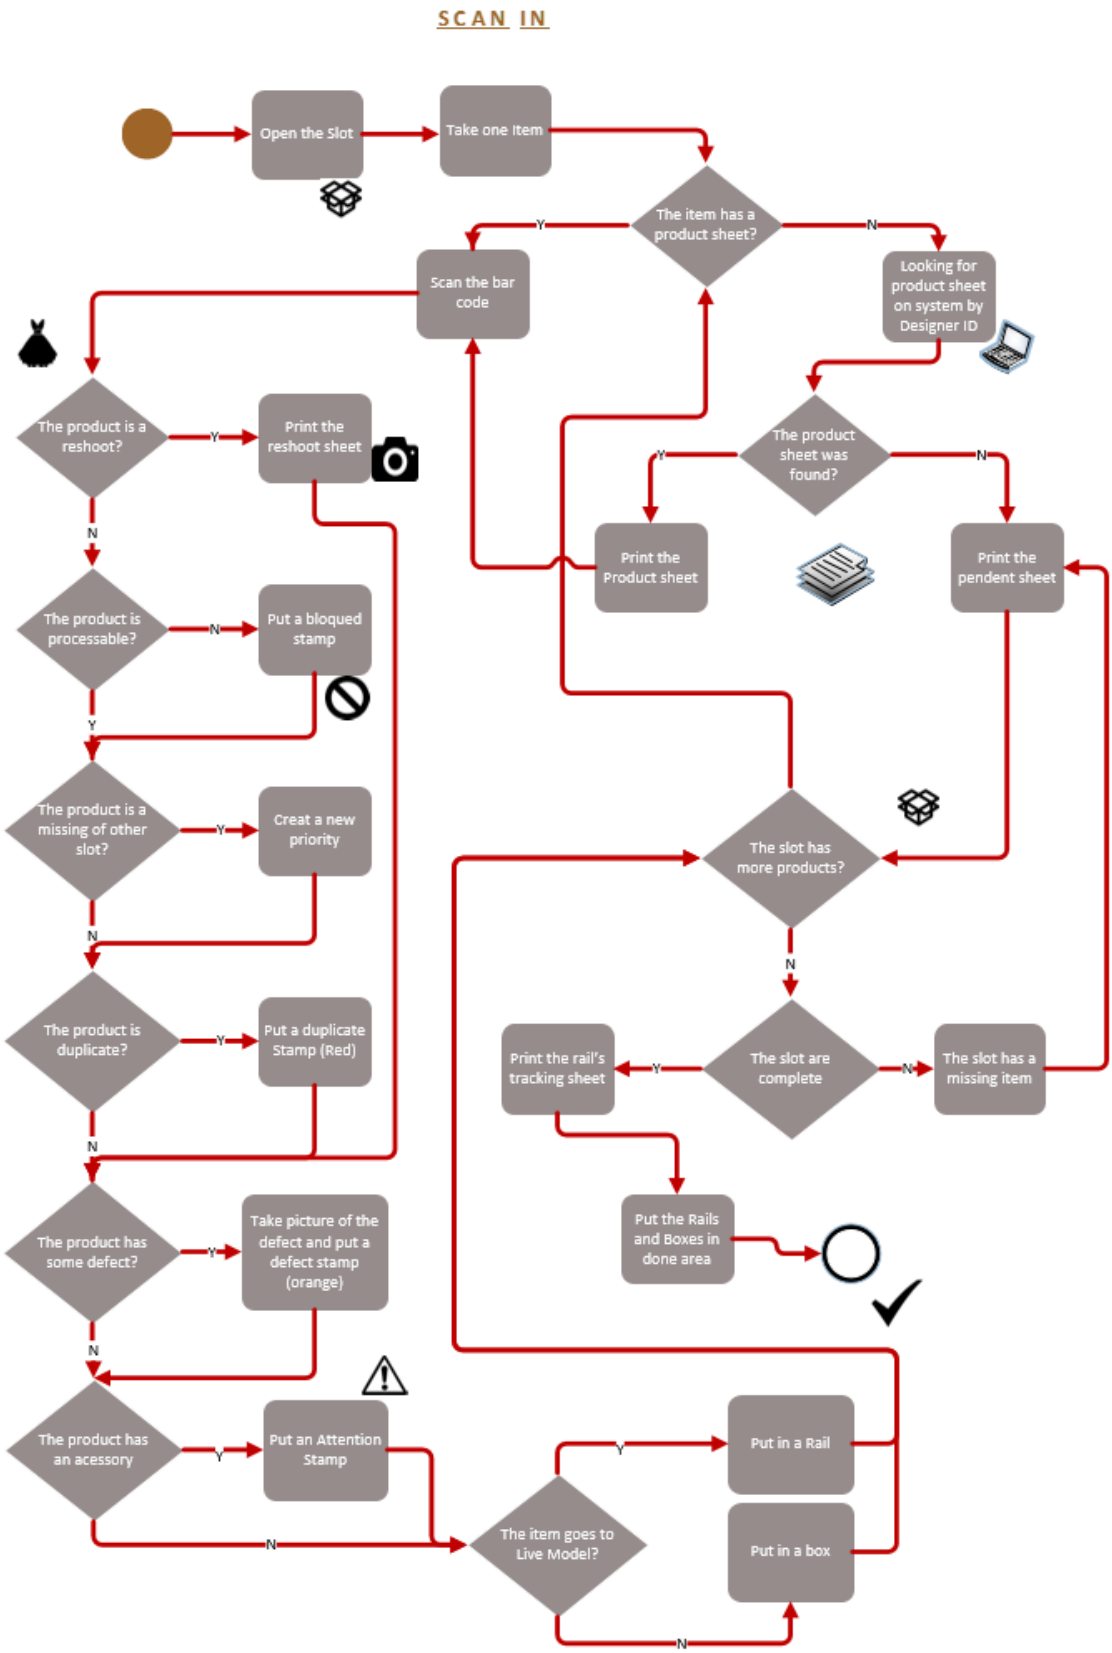 SCAN IN
Open the Slot
Take one Item
The item has a
product sheet?
Y
N
Scan the bar
code
Looking for
product sheet
on system by
Designer ID
The product is a
reshoot?
Y
Print the
reshoot sheet
N
The product
sheet was
found?
Y
N
Print the
Product sheet
Print the
pendent sheet
The product is
processable?
N
Put a bloqued
stamp
Y
The product is a
missing of other
slot?
Y
Creat a new
priority
N
The slot has
more products?
N
The product is
duplicate?
Y
Put a duplicate
Stamp (Red)
N
Print the rail's
tracking sheet
Y
The slot are
complete
N
The slot has a
missing item
The product has
some defect?
Y
Take picture of the
defect and put a
defect stamp
(orange)
N
Put the Rails
and Boxes in
done area
The product has
an acessory
Y
Put an Attention
Stamp
N
The item goes to
Live Model?
Y
Put in a Rail
Put in a box
N